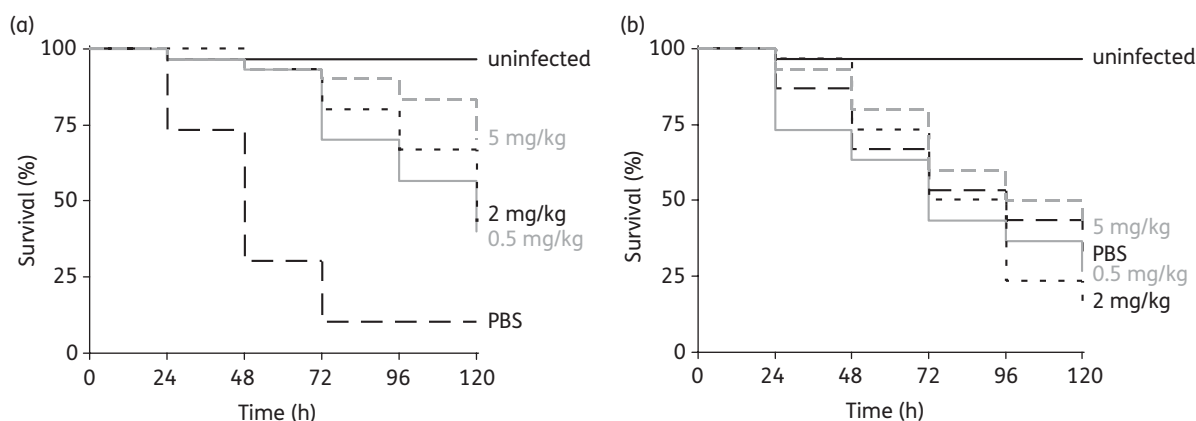 (a)
100
75
50
25
0
Survival (%)
uninfected
5 mg/kg
2 mg/kg
0.5 mg/kg
PBS
0 24 48 72 96 120
Time (h)
(b)
100
75
50
25
0
Survival (%)
uninfected
5 mg/kg
PBS
0.5 mg/kg
2 mg/kg
0 24 48 72 96 120
Time (h)